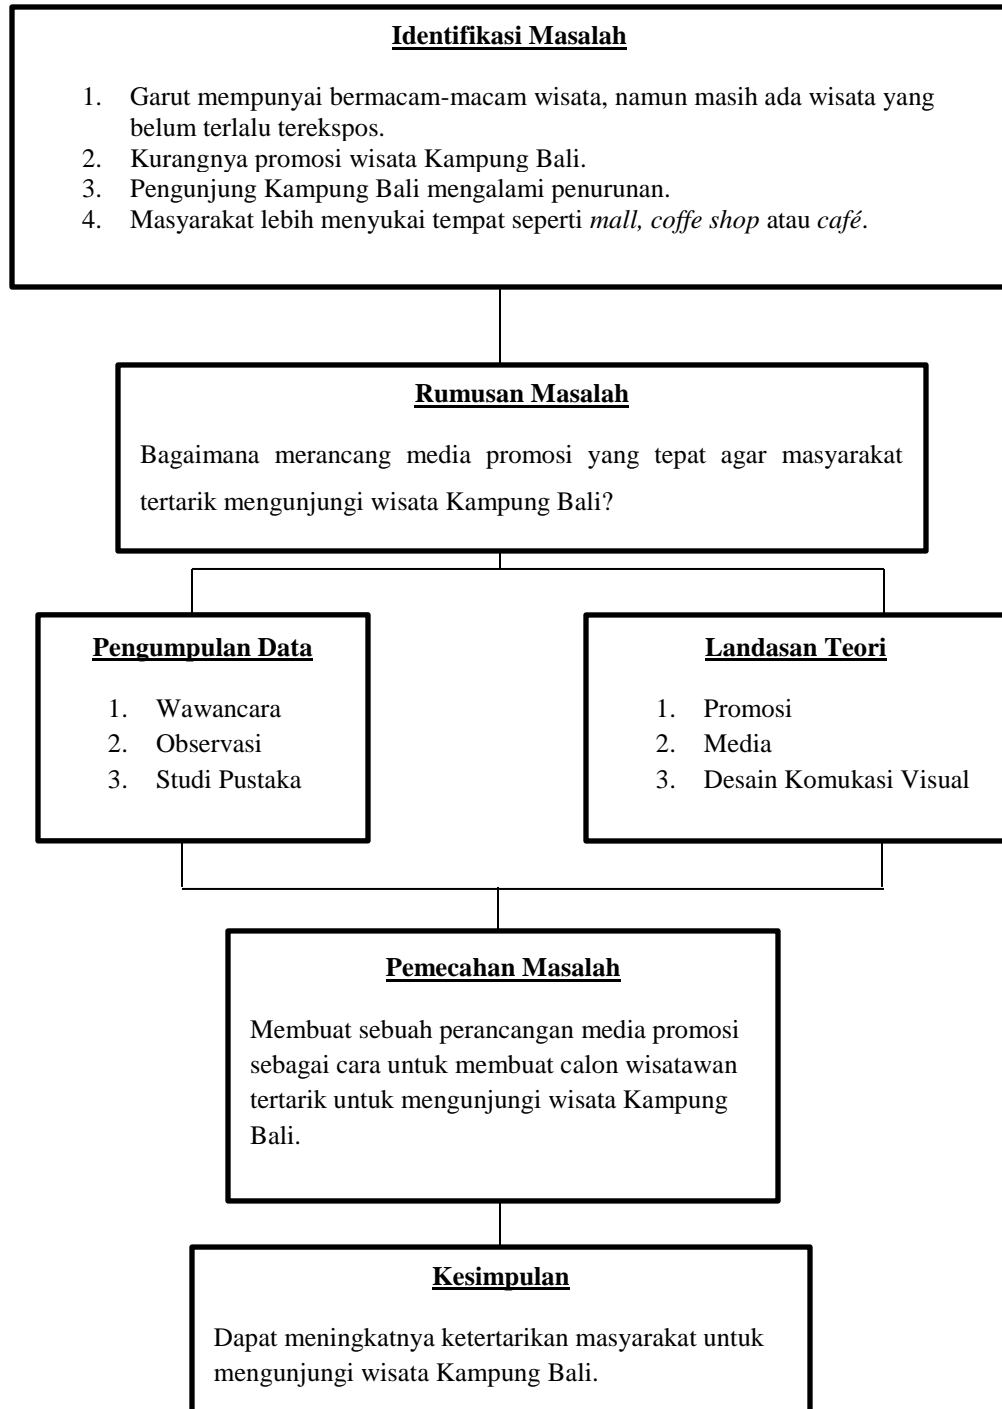 Identifikasi Masalah
1. Garut mempunyai bermacam-macam wisata, namun masih ada wisata yang
belum terlalu terekspos.
2. Kurangnya promosi wisata Kampung Bali.
3. Pengunjung Kampung Bali mengalami penurunan.
4. Masyarakat lebih menyukai tempat seperti mall, coffe shop atau café.
Rumusan Masalah
Bagaimana merancang media promosi yang tepat agar masyarakat
tertarik mengunjungi wisata Kampung Bali?
Pengumpulan Data
1. Wawancara
2. Observasi
3. Studi Pustaka
Landasan Teori
1. Promosi
2. Media
3. Desain Komukasi Visual
Pemecahan Masalah
Membuat sebuah perancangan media promosi
sebagai cara untuk membuat calon wisatawan
tertarik untuk mengunjungi wisata Kampung
Bali.
Kesimpulan
Dapat meningkatnya ketertarikan masyarakat untuk
mengunjungi wisata Kampung Bali.